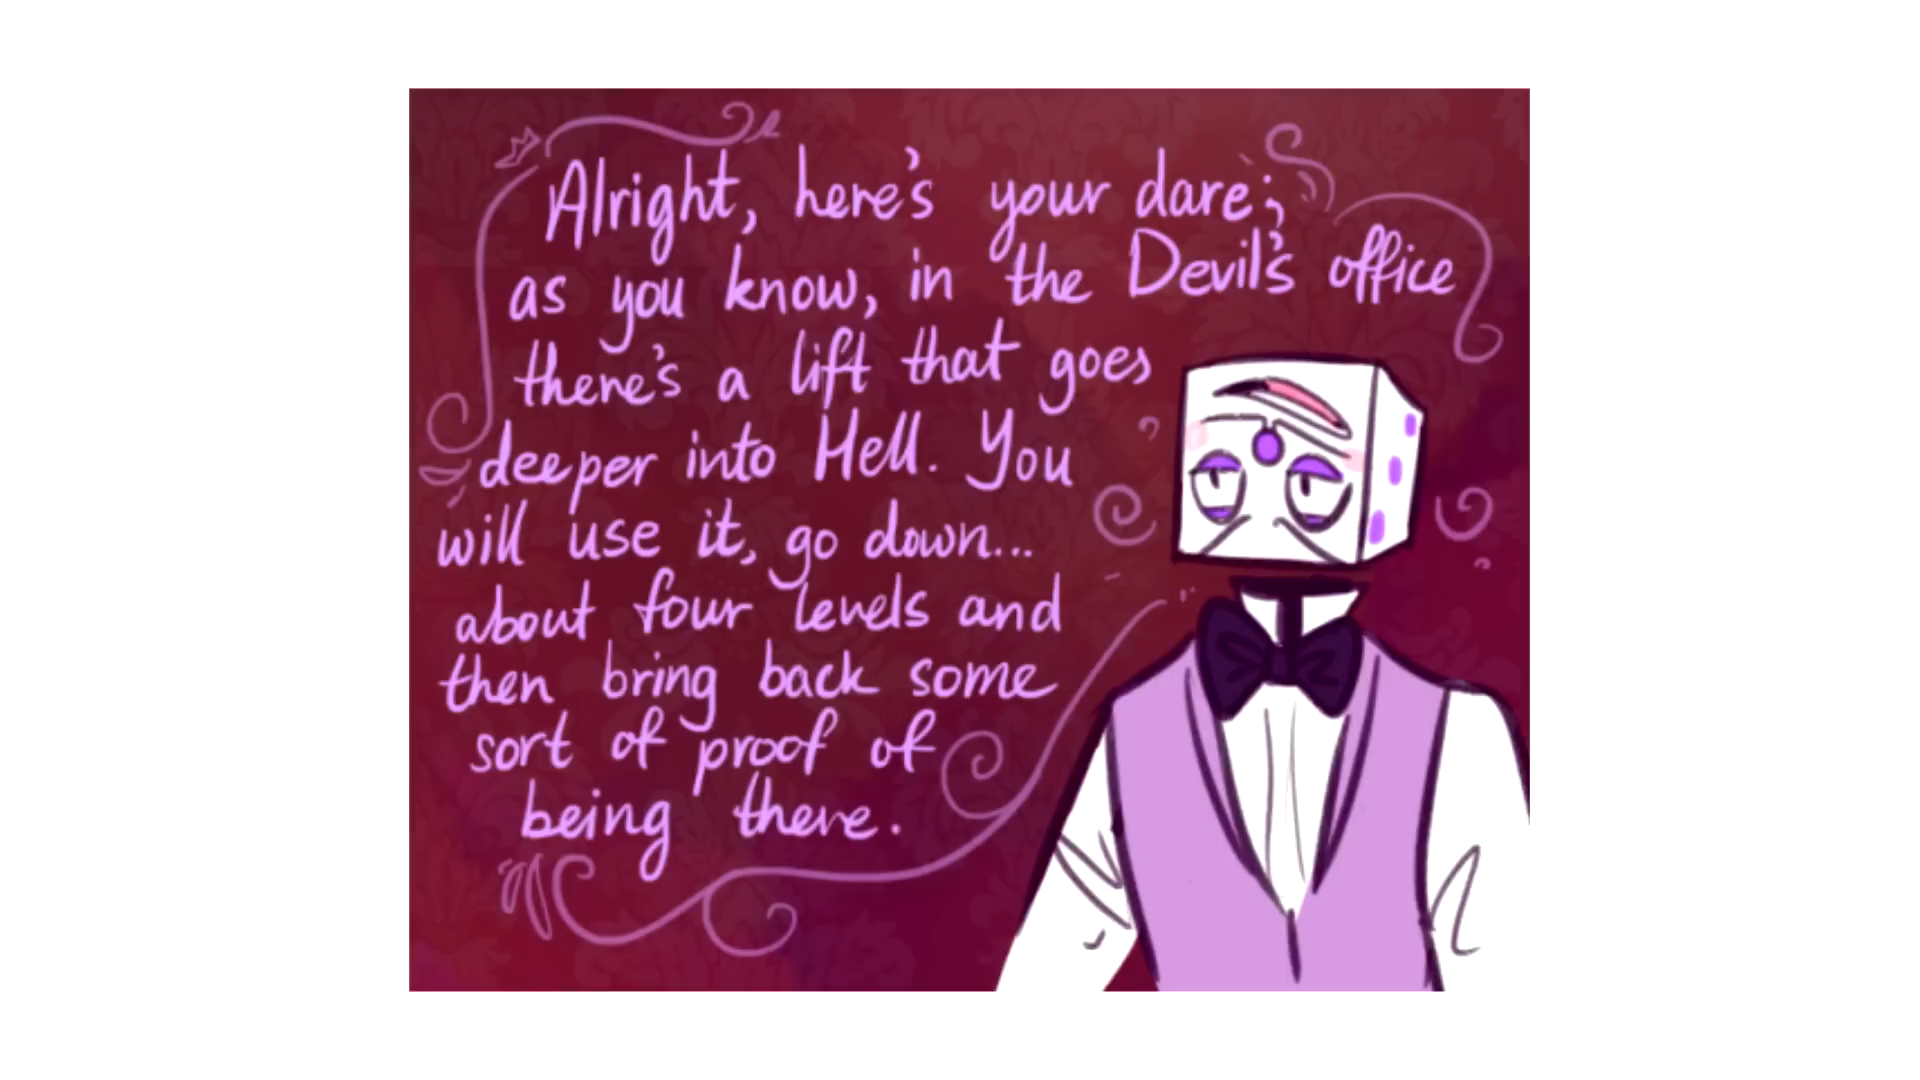 Alright, here's your dare;
as you know, in the Devil's office
there's a lift that goes
deeper into Hell. You
will use it, go down...
about four levels and
then bring back some
sort of proof of
being there.